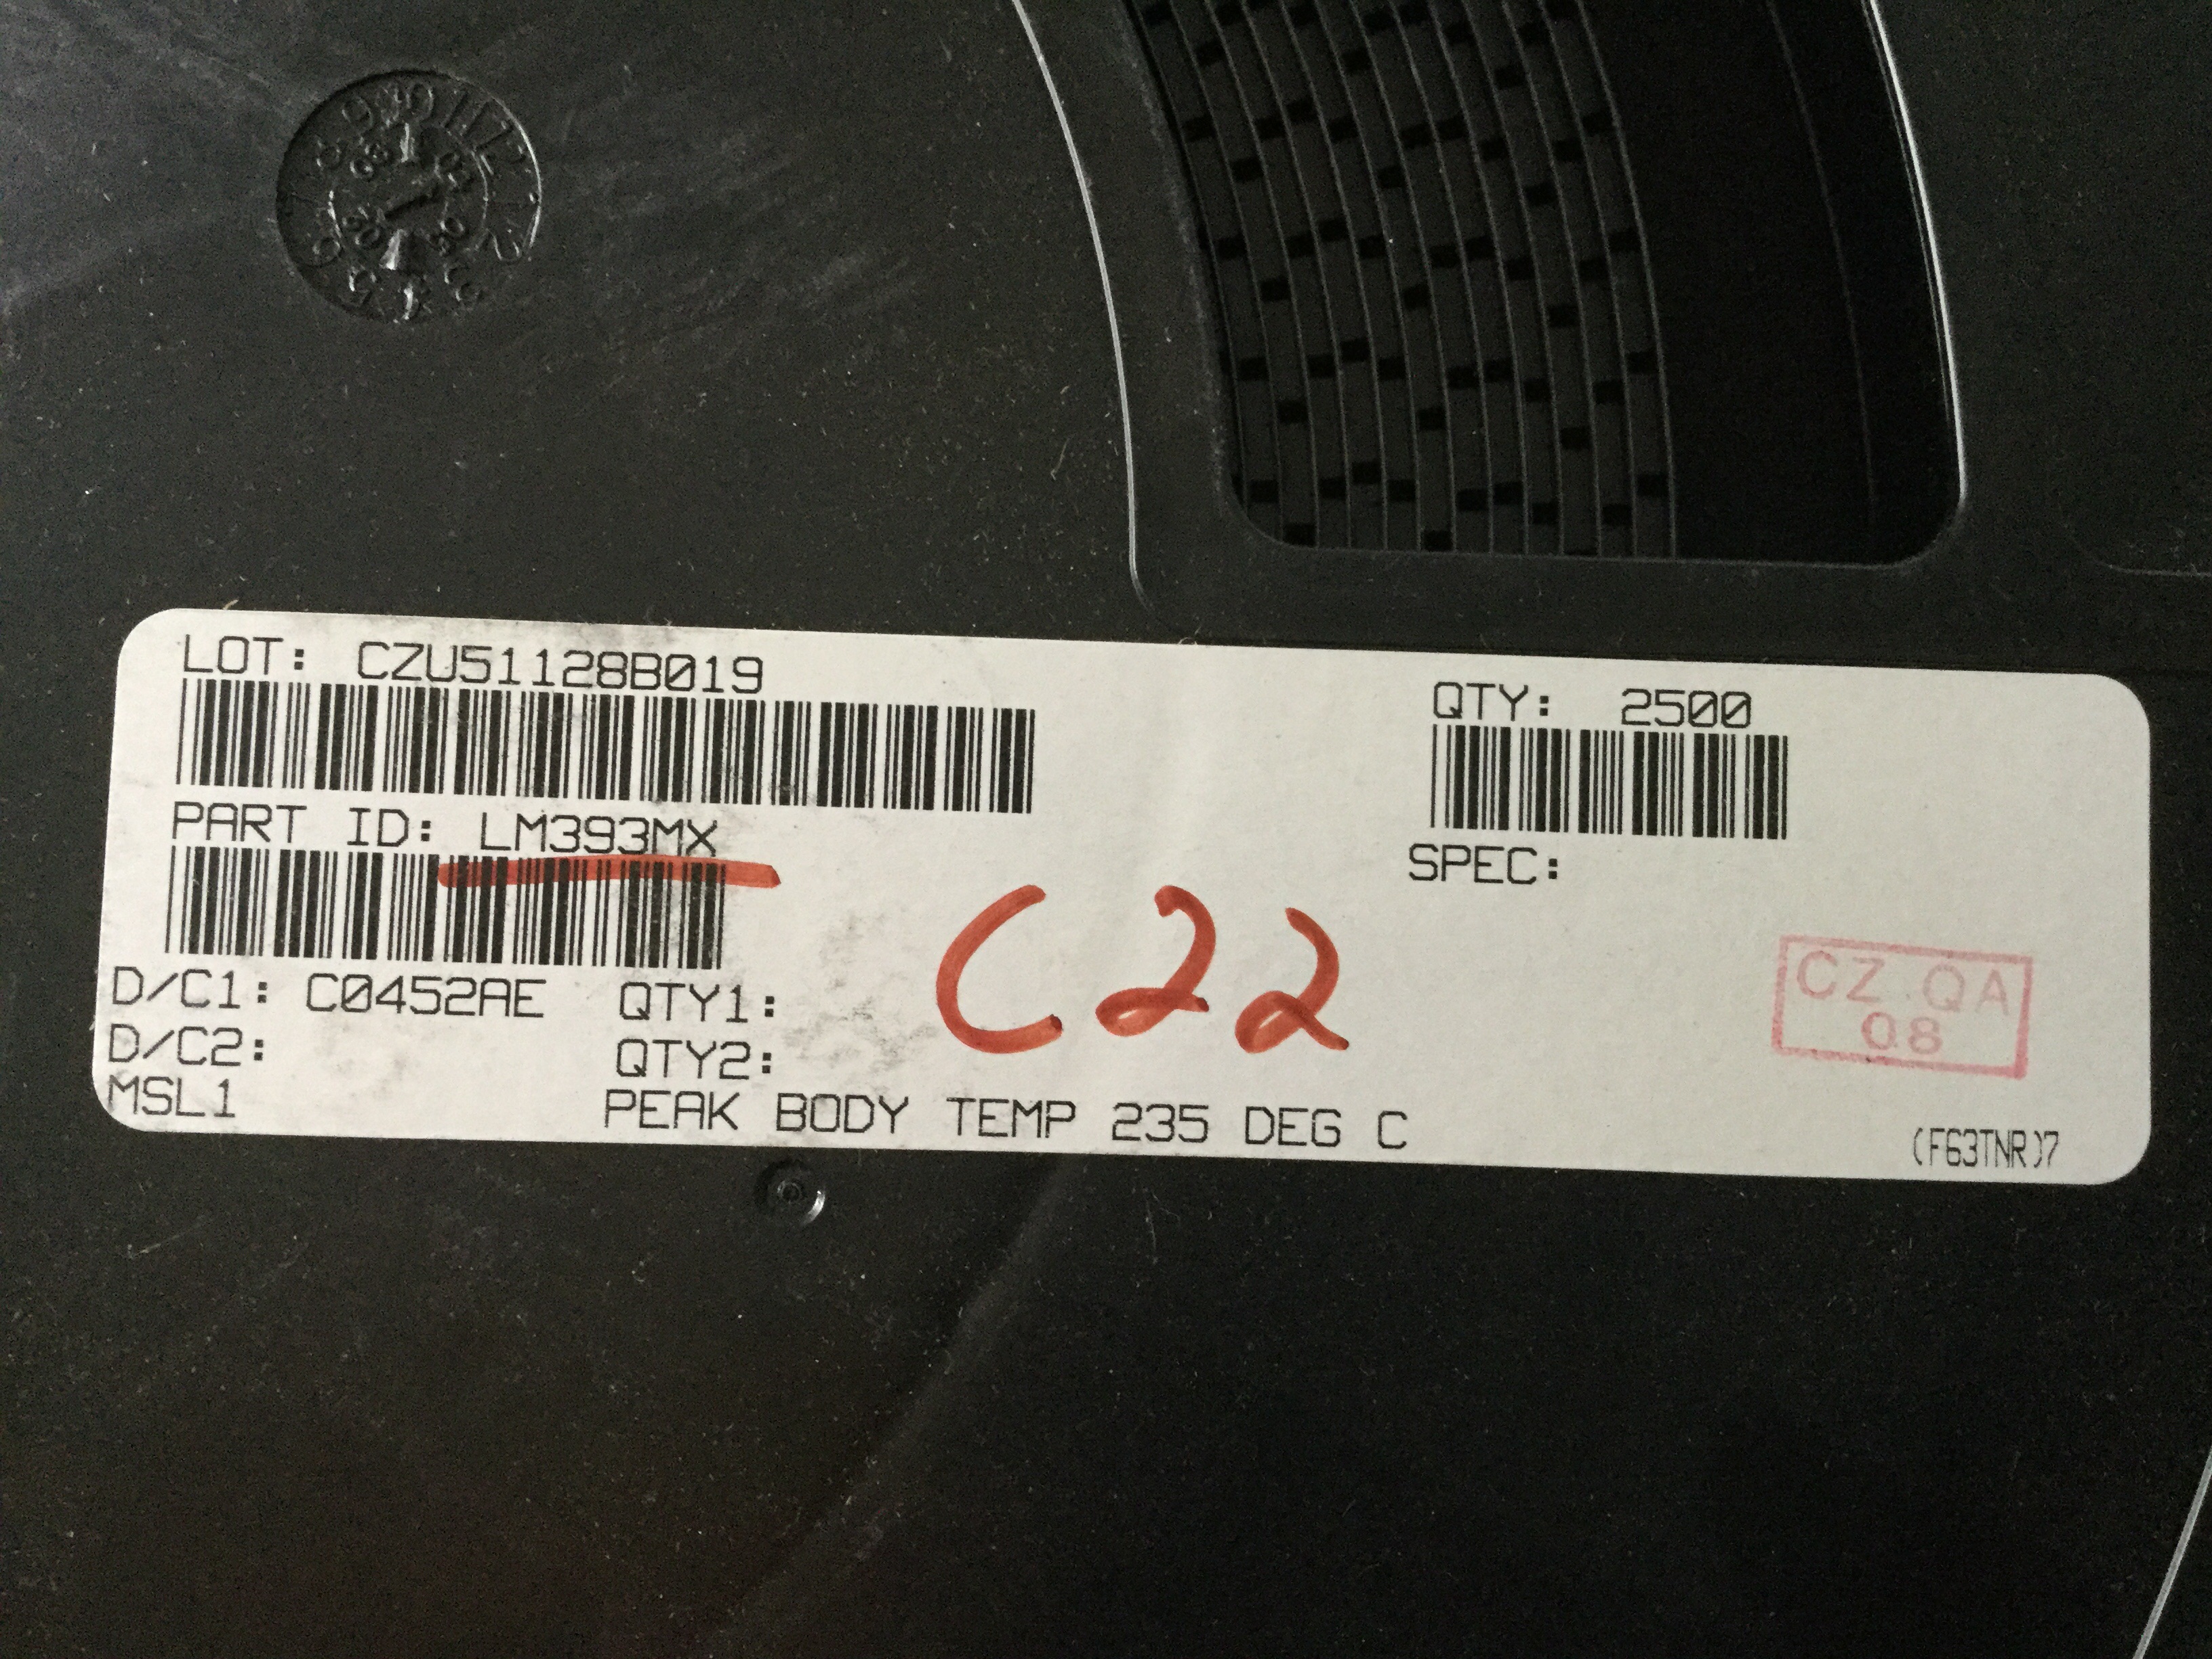 LOT: CZU51128B019
QTY: 2500
PART ID: LM393MX
SPEC:
C22
CZ QA
08
D/C1: C0452AE QTY1:
D/C2: QTY2:
MSL1 PEAK BODY TEMP 235 DEG C
(F63TNR)7